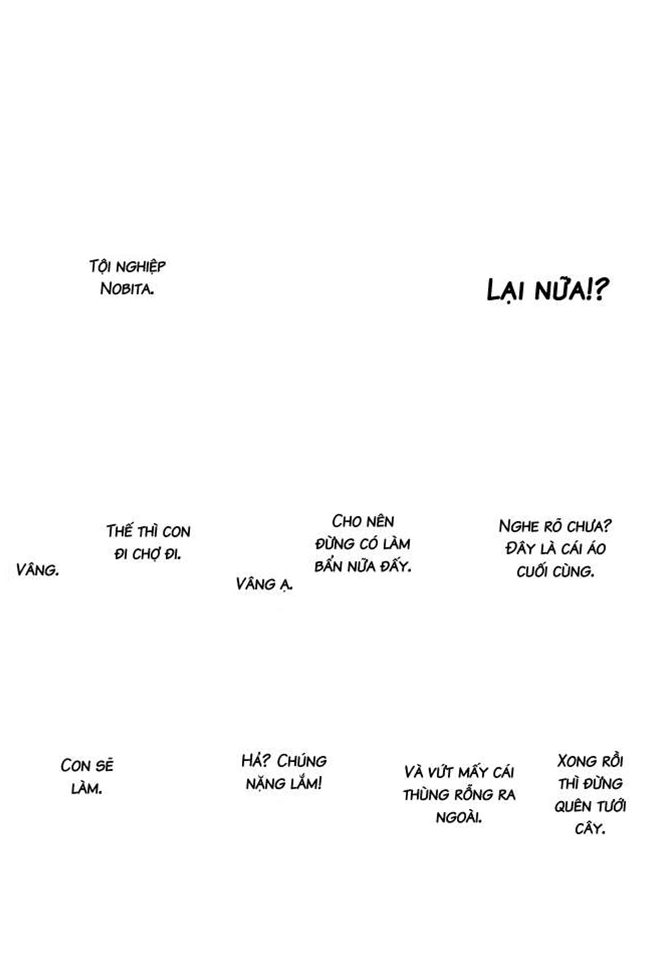 LẠI NỮA!?
TỘI NGHIỆP
NOBITA.
NGHE RÕ CHƯA?
ĐÂY LÀ CÁI ÁO
CUỐI CÙNG.
CHO NÊN
ĐỪNG CÓ LÀM
BẨN NỮA ĐẤY.
VÂNG Ạ.
THẾ THÌ CON
ĐI CHỢ ĐI.
VÂNG.
XONG RỒI
THÌ ĐỪNG
QUÊN TƯỚI
CÂY.
VÀ VỨT MẤY CÁI
THÙNG RỖNG RA
NGOÀI.
HẢ? CHÚNG
NẶNG LẮM!
CON SẼ
LÀM.